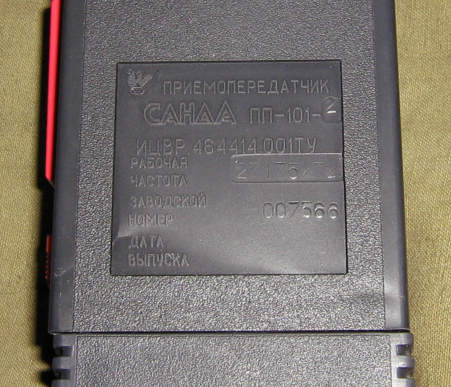 ПРИЕМОПЕРЕДАТЧИК
САНДА ПП-101-2
ИЦВР 464414.001ТУ
РАБОЧАЯ
ЧАСТОТА
ЗАВОДСКОЙ
НОМЕР 007566
ДАТА
ВЫПУСКА